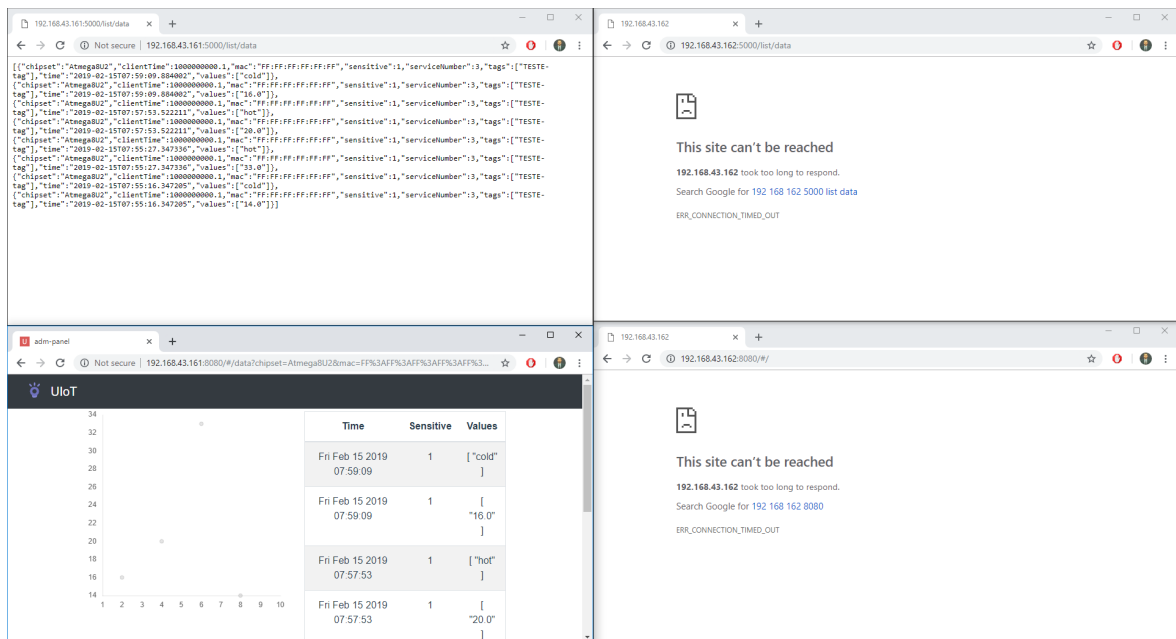 192.168.43.161:5000/list/data
Not secure | 192.168.43.161:5000/list/data
[{"chipset":"Atmega8U2","clientTime":1000000000.1,"mac":"FF:FF:FF:FF:FF:FF","sensitive":1,"serviceNumber":3,"tags":["TESTE-
tag"],"time":"2019-02-15T07:59:09.884002","values":["cold"]},
{"chipset":"Atmega8U2","clientTime":1000000000.1,"mac":"FF:FF:FF:FF:FF:FF","sensitive":1,"serviceNumber":3,"tags":["TESTE-
tag"],"time":"2019-02-15T07:59:09.884002","values":["16.0"]},
{"chipset":"Atmega8U2","clientTime":1000000000.1,"mac":"FF:FF:FF:FF:FF:FF","sensitive":1,"serviceNumber":3,"tags":["TESTE-
tag"],"time":"2019-02-15T07:57:53.522211","values":["hot"]},
{"chipset":"Atmega8U2","clientTime":1000000000.1,"mac":"FF:FF:FF:FF:FF:FF","sensitive":1,"serviceNumber":3,"tags":["TESTE-
tag"],"time":"2019-02-15T07:57:53.522211","values":["20.0"]},
{"chipset":"Atmega8U2","clientTime":1000000000.1,"mac":"FF:FF:FF:FF:FF:FF","sensitive":1,"serviceNumber":3,"tags":["TESTE-
tag"],"time":"2019-02-15T07:55:27.347336","values":["hot"]},
{"chipset":"Atmega8U2","clientTime":1000000000.1,"mac":"FF:FF:FF:FF:FF:FF","sensitive":1,"serviceNumber":3,"tags":["TESTE-
tag"],"time":"2019-02-15T07:55:27.347336","values":["33.0"]},
{"chipset":"Atmega8U2","clientTime":1000000000.1,"mac":"FF:FF:FF:FF:FF:FF","sensitive":1,"serviceNumber":3,"tags":["TESTE-
tag"],"time":"2019-02-15T07:55:16.347205","values":["cold"]},
{"chipset":"Atmega8U2","clientTime":1000000000.1,"mac":"FF:FF:FF:FF:FF:FF","sensitive":1,"serviceNumber":3,"tags":["TESTE-
tag"],"time":"2019-02-15T07:55:16.347205","values":["14.0"]}]
192.168.43.162
192.168.43.162:5000/list/data
This site can't be reached
192.168.43.162 took too long to respond.
Search Google for 192 168 162 5000 list data
ERR_CONNECTION_TIMED_OUT
adm-panel
Not secure | 192.168.43.161:8080/#/data?chipset=Atmega8U2&mac=FF%3AFF%3AFF%3AFF%3AFF%3...
UIoT
34
32
30
28
26
24
22
20
18
16
14
1 2 3 4 5 6 7 8 9 10
Time Sensitive Values
Fri Feb 15 2019 1 [ "cold"
07:59:09 ]
Fri Feb 15 2019 1 [
07:59:09 "16.0"
]
Fri Feb 15 2019 1 [ "hot"
07:57:53 ]
Fri Feb 15 2019 1 [
07:57:53 "20.0"
]
192.168.43.162
192.168.43.162:8080/#/
This site can't be reached
192.168.43.162 took too long to respond.
Search Google for 192 168 162 8080
ERR_CONNECTION_TIMED_OUT